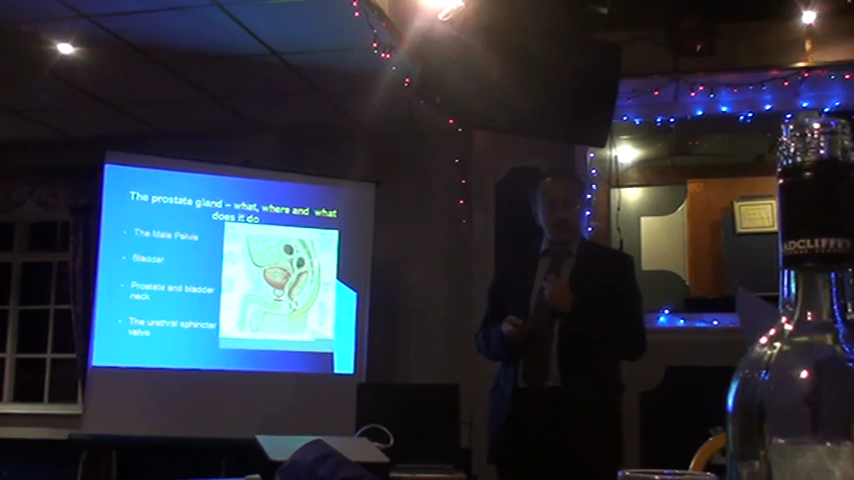 The prostate gland – what, where and what
does it do
• The Male Pelvis
• Bladder
• Prostate and bladder
neck
• The urethral sphincter
valve
ADCLIFFE'S